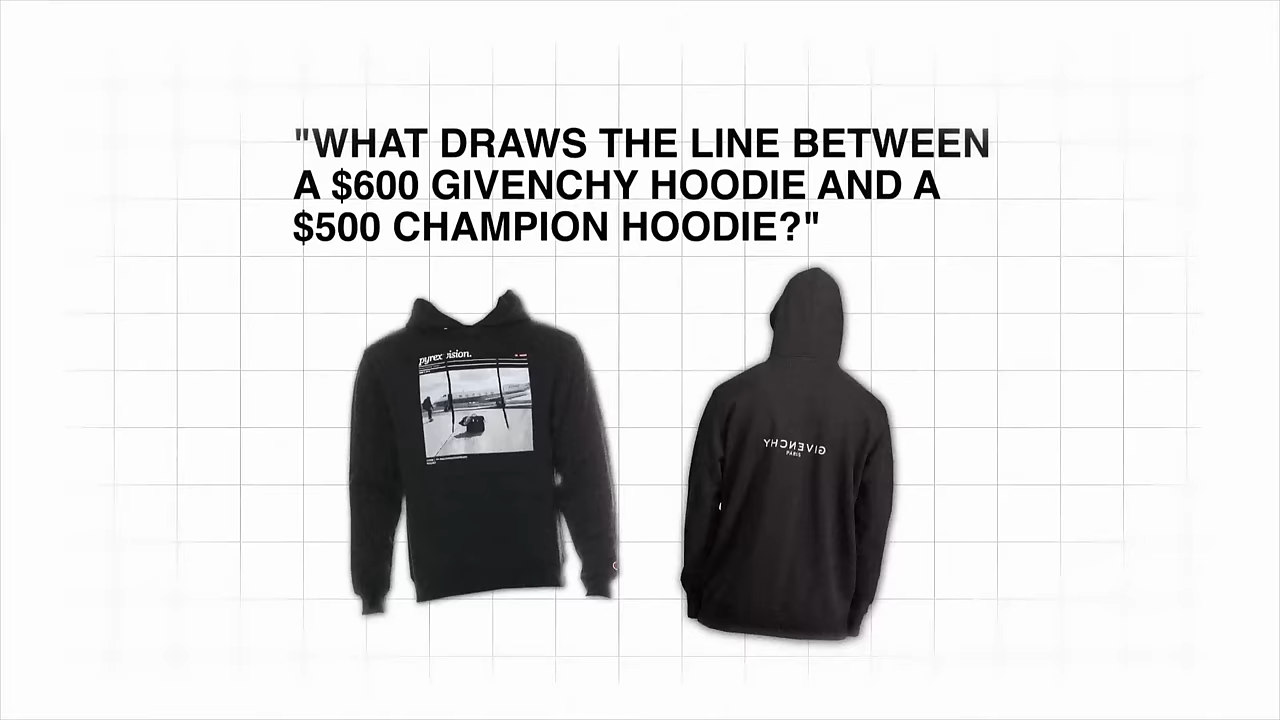 "WHAT DRAWS THE LINE BETWEEN
A $600 GIVENCHY HOODIE AND A
$500 CHAMPION HOODIE?"
pyrex vision.
GIVENCHY
PARIS